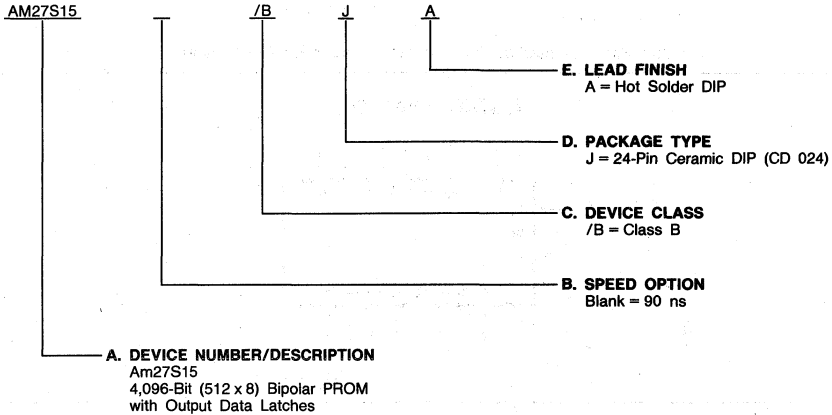 AM27S15 – /B J A
E. LEAD FINISH
A = Hot Solder DIP
D. PACKAGE TYPE
J = 24-Pin Ceramic DIP (CD 024)
C. DEVICE CLASS
/B = Class B
B. SPEED OPTION
Blank = 90 ns
A. DEVICE NUMBER/DESCRIPTION
Am27S15
4,096-Bit (512 x 8) Bipolar PROM
with Output Data Latches